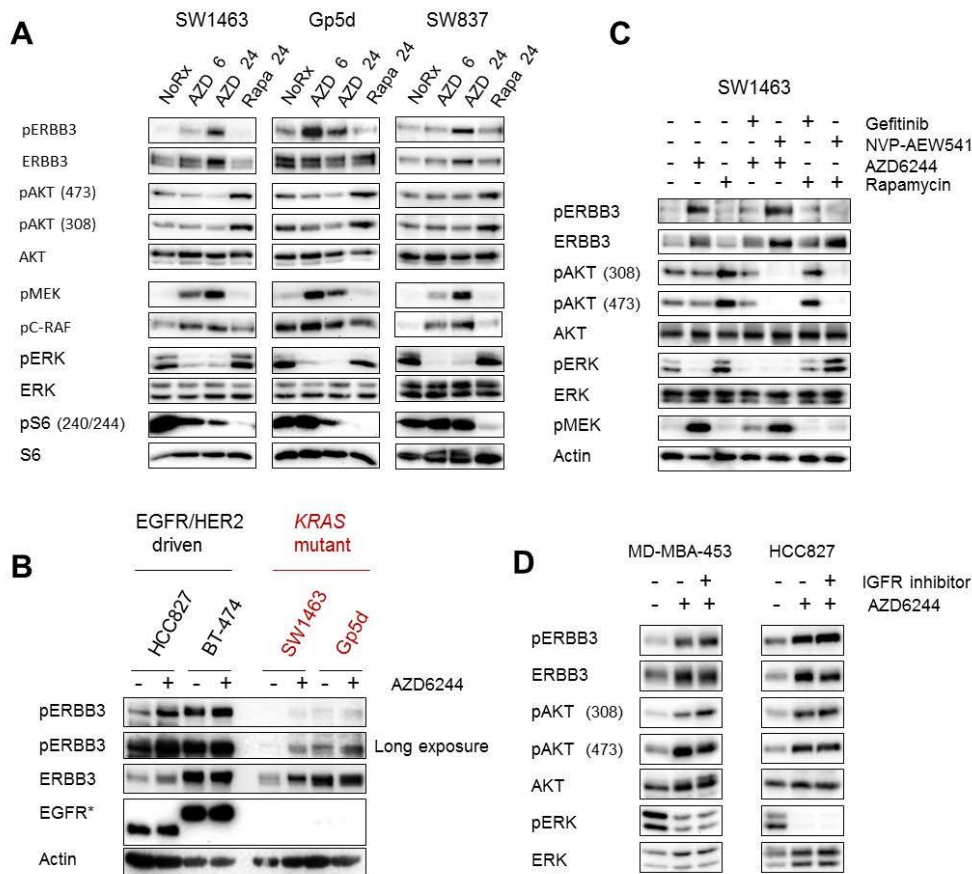 A
SW1463 Gp5d SW837
NoRx AZD 6 AZD 24 Rapa 24 NoRx AZD 6 AZD 24 Rapa 24 NoRx AZD 6 AZD 24 Rapa 24
pERBB3
ERBB3
pAKT (473)
pAKT (308)
AKT
pMEK
pC-RAF
pERK
ERK
pS6 (240/244)
S6
C
SW1463
- - - + - + - Gefitinib
- - - - + - + NVP-AEW541
- + - + + - - AZD6244
- - + - - + + Rapamycin
pERBB3
ERBB3
pAKT (308)
pAKT (473)
AKT
pERK
ERK
pMEK
Actin
B
EGFR/HER2 driven
KRAS mutant
HCC827 BT-474 SW1463 Gp5d
- + - + - + - + AZD6244
pERBB3
pERBB3 Long exposure
ERBB3
EGFR*
Actin
D
MD-MBA-453 HCC827
- - + - - + IGFR inhibitor
- + + - + + AZD6244
pERBB3
ERBB3
pAKT (308)
pAKT (473)
AKT
pERK
ERK